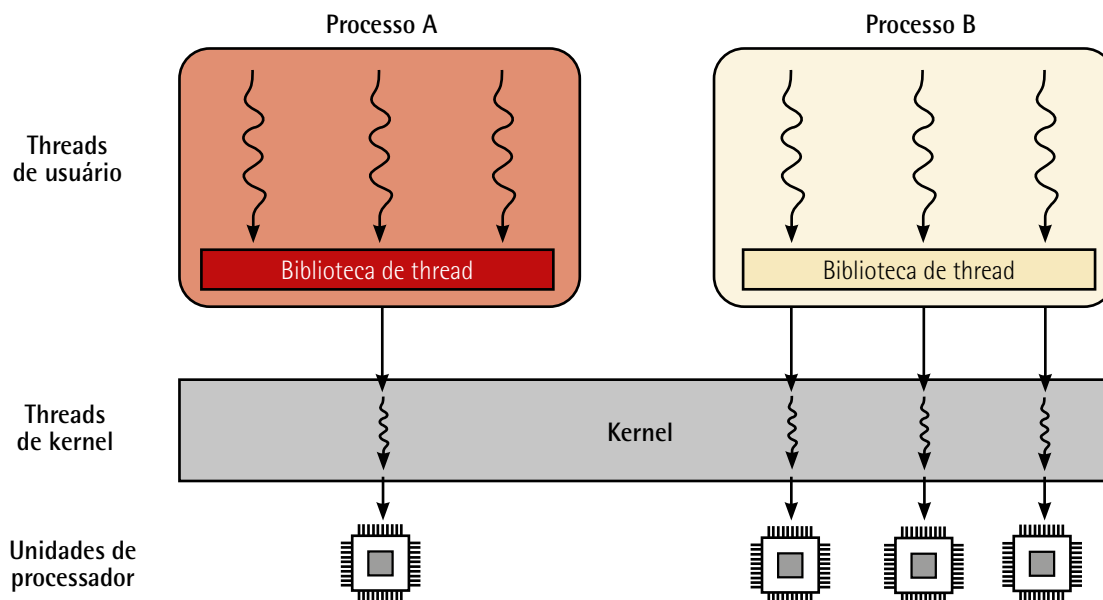 Processo A
Processo B
Threads
de usuário
Biblioteca de thread
Biblioteca de thread
Threads
de kernel
Kernel
Unidades de
processador